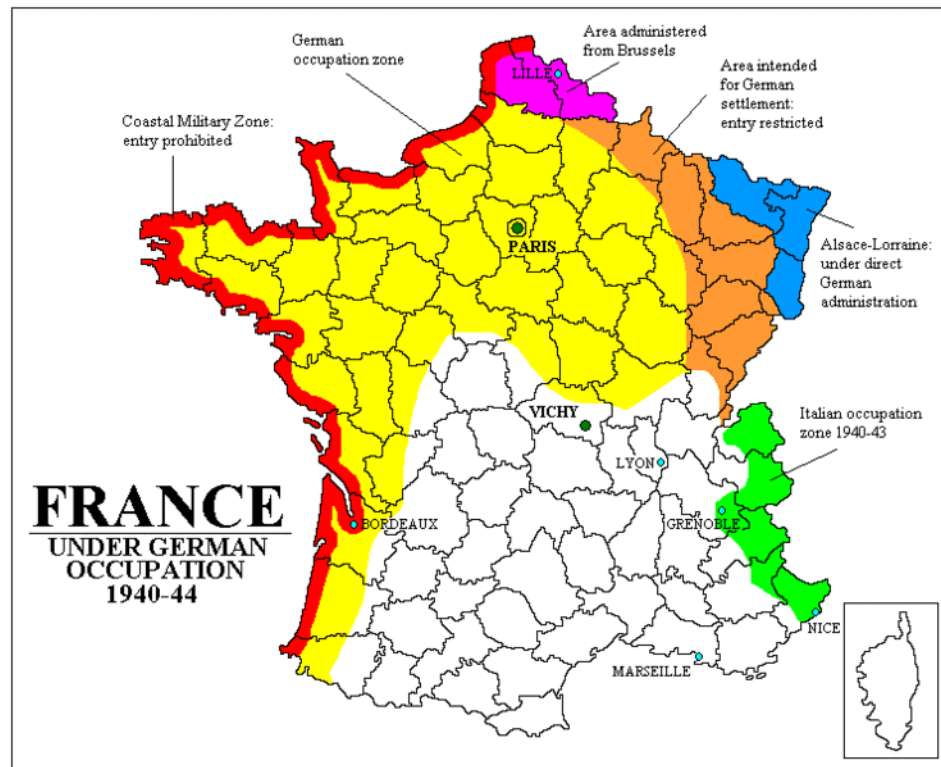 German
occupation zone
Area administered
from Brussels
Area intended
for German
settlement:
entry restricted
Coastal Military Zone:
entry prohibited
LILLE
PARIS
Alsace-Lorraine:
under direct
German
administration
VICHY
Italian occupation
zone 1940-43
LYON
GRENOBLE
BORDEAUX
FRANCE
UNDER GERMAN
OCCUPATION
1940-44
NICE
MARSEILLE